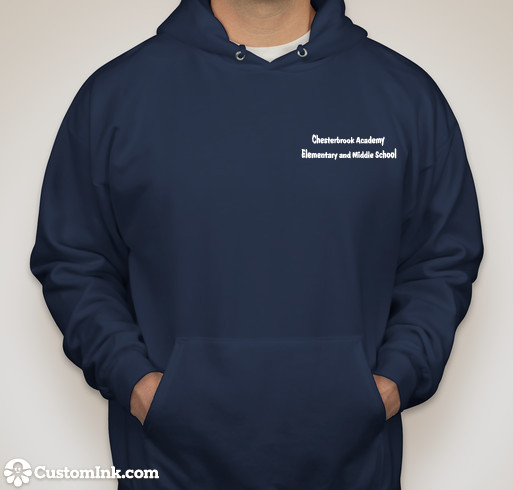 Chesterbrook Academy
Elementary and Middle School
CustomInk.com